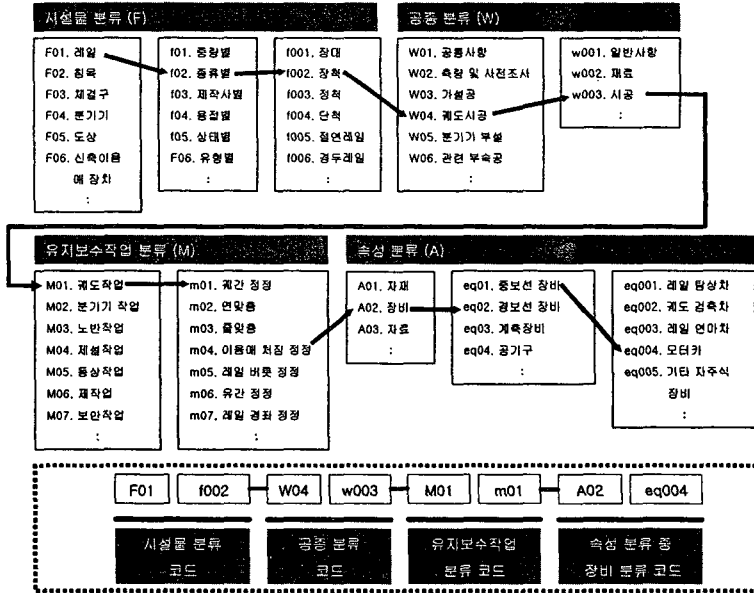 시설물 분류 (F)
F01. 레일
F02. 침목
F03. 체결구
F04. 분기기
F05. 도상
F06. 신축이음
매 장치
:
f01. 중량별
f02. 종류별
f03. 제작사별
f04. 용접별
f05. 상태별
F06. 유형별
:
f001. 장대
f002. 장척
f003. 정척
f004. 단척
f005. 절연레일
f006. 경두레일
:
공종 분류 (W)
W01. 공통사항
W02. 측량 및 사전조사
W03. 가설공
W04. 궤도시공
W05. 분기기 부설
W06. 관련 부속공
:
w001. 일반사항
w002. 재료
w003. 시공
:
유지보수작업 분류 (M)
M01. 궤도작업
M02. 분기기 작업
M03. 노반작업
M04. 제설작업
M05. 동상작업
M06. 제작업
M07. 보안작업
:
m01. 궤간 정정
m02. 면맞춤
m03. 줄맞춤
m04. 이음매 처짐 정정
m05. 레일 버릇 정정
m06. 유간 정정
m07. 레일 경좌 정정
:
속성 분류 (A)
A01. 자재
A02. 장비
A03. 자료
:
eq01. 중보선 장비
eq02. 경보선 장비
eq03. 계측장비
eq04. 공기구
:
eq001. 레일 탐상차
eq002. 궤도 검측차
eq003. 레일 연마차
eq004. 모터카
eq005. 기타 자주식
장비
:
F01 f002 W04 w003 M01 m01 A02 eq004
시설물 분류 공종 분류 유지보수작업 속성 분류 중
코드 코드 분류 코드 장비 분류 코드